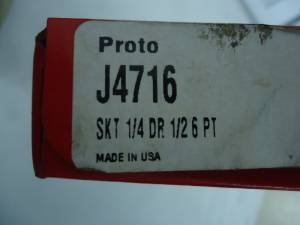 Proto
J4716
SKT 1/4 DR 1/2 6 PT
MADE IN USA